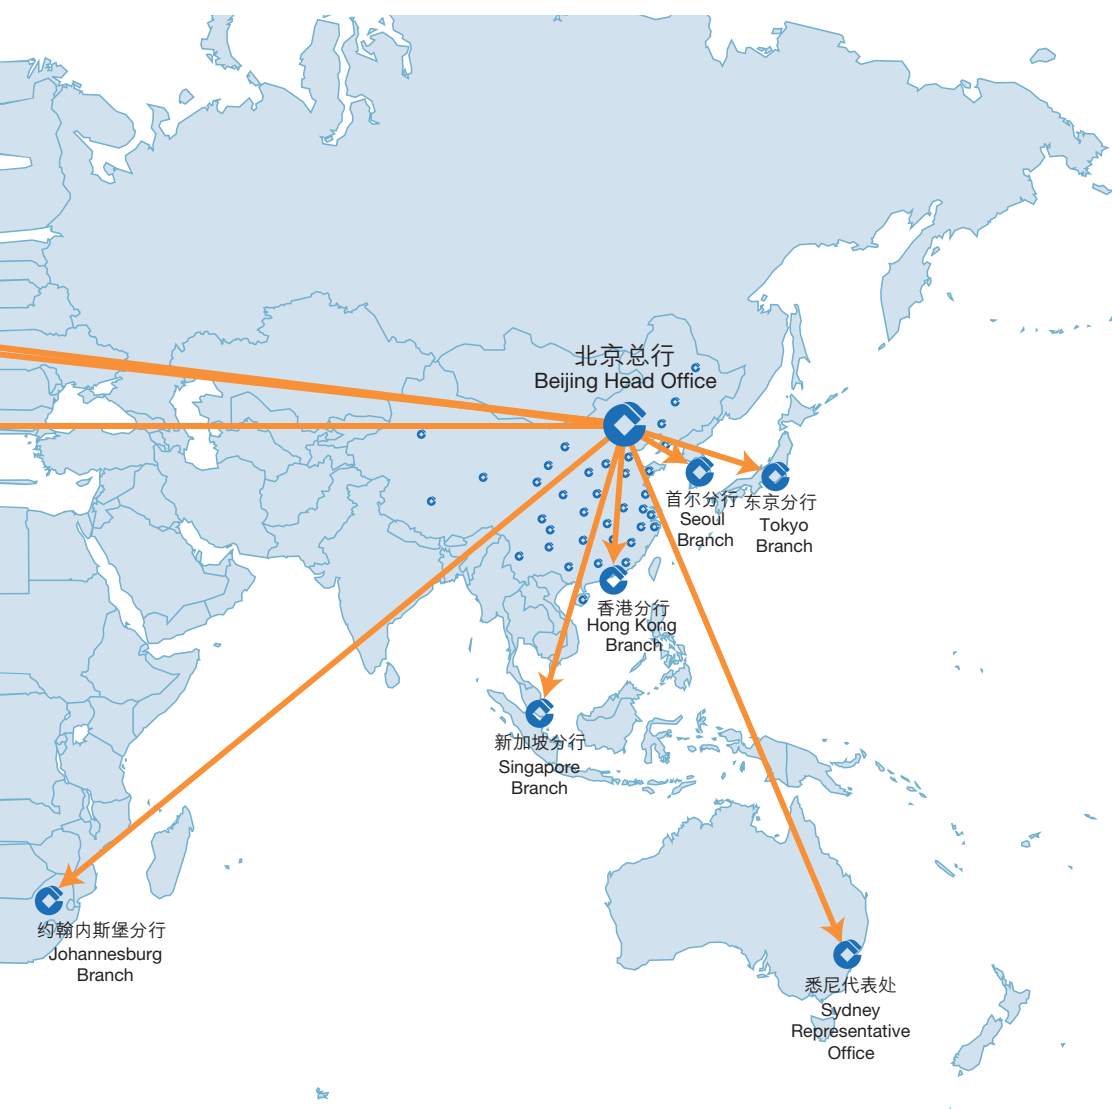 北京总行
Beijing Head Office
首尔分行
Seoul
Branch
东京分行
Tokyo
Branch
香港分行
Hong Kong
Branch
新加坡分行
Singapore
Branch
约翰内斯堡分行
Johannesburg
Branch
悉尼代表处
Sydney
Representative
Office